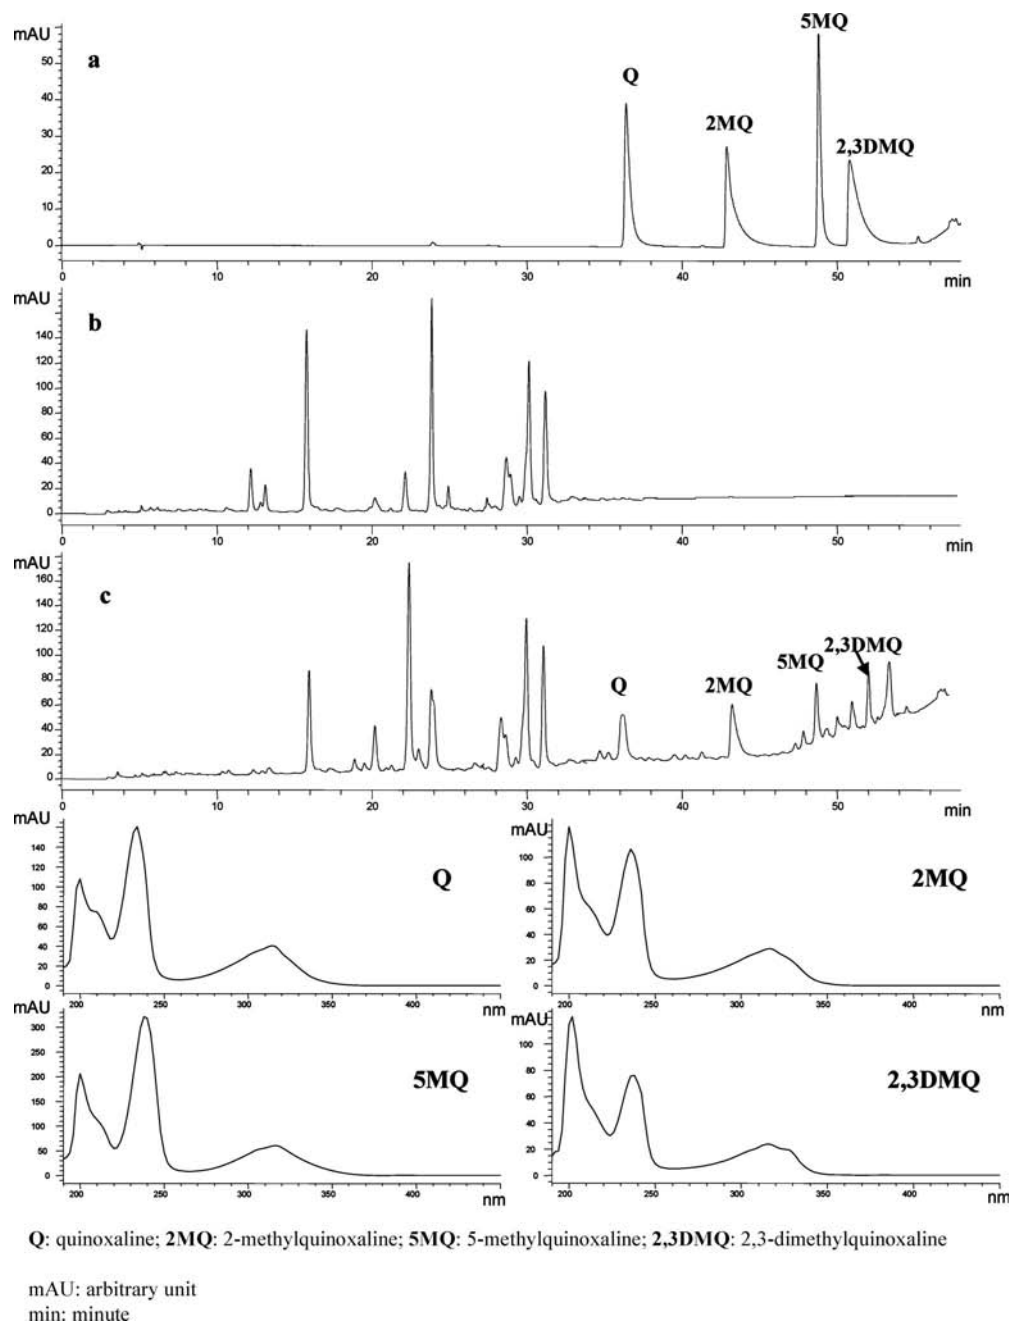 mAU
a
Q
2MQ
5MQ
2,3DMQ
50
40
30
20
10
0
0 20 40 50 min
mAU
b
140
120
100
80
60
40
20
0
0 10 20 30 40 50 min
mAU
c
Q
2MQ
5MQ
2,3DMQ
160
140
120
100
80
60
40
20
0
0 10 20 30 40 50 min
mAU
Q
140
120
100
80
60
40
20
0
200 250 300 350 400 nm
mAU
2MQ
100
80
60
40
20
0
200 250 300 350 400 nm
mAU
5MQ
300
250
200
150
100
50
0
200 250 300 350 400 nm
mAU
2,3DMQ
100
80
60
40
20
0
200 250 300 350 400 nm
Q: quinoxaline; 2MQ: 2-methylquinoxaline; 5MQ: 5-methylquinoxaline; 2,3DMQ: 2,3-dimethylquinoxaline
mAU: arbitrary unit
min: minute